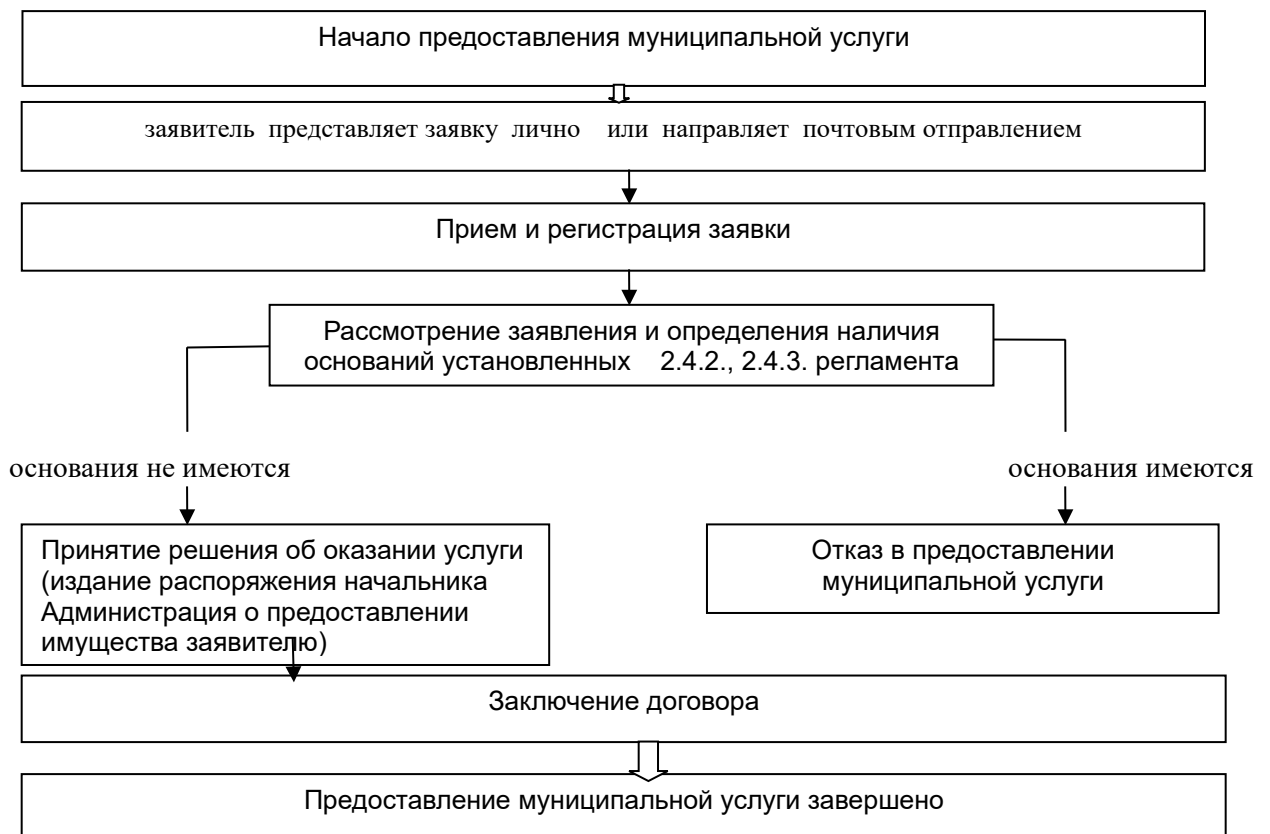 Начало предоставления муниципальной услуги
заявитель представляет заявку лично или направляет почтовым отправлением
Прием и регистрация заявки
Рассмотрение заявления и определения наличия
оснований установленных 2.4.2., 2.4.3. регламента
основания не имеются
основания имеются
Принятие решения об оказании услуги
(издание распоряжения начальника
Администрация о предоставлении
имущества заявителю)
Отказ в предоставлении
муниципальной услуги
Заключение договора
Предоставление муниципальной услуги завершено